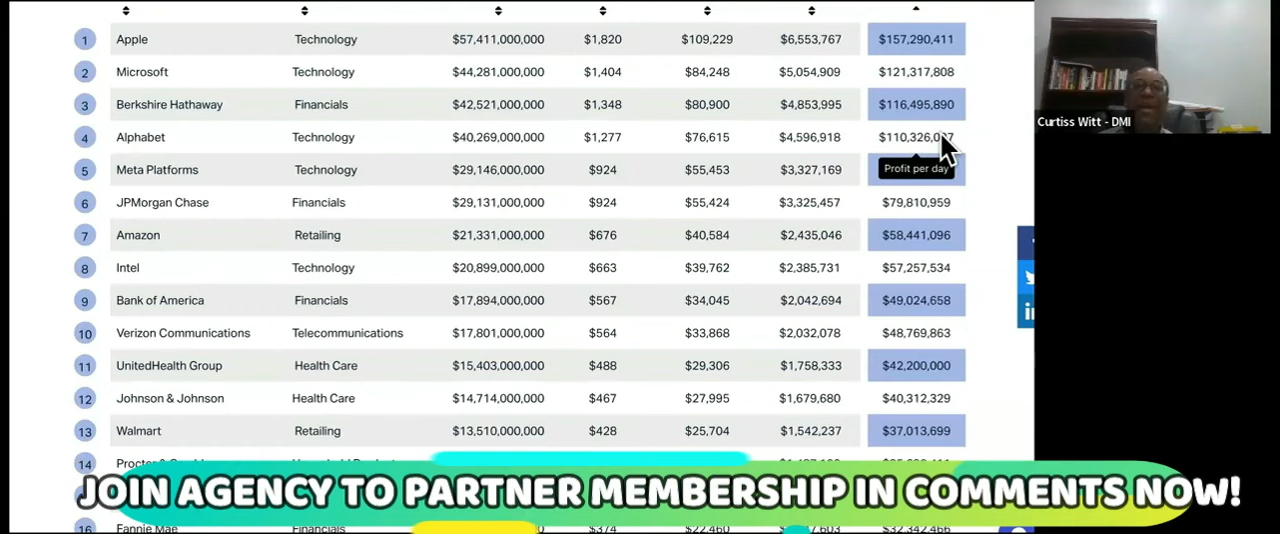 1 Apple Technology $57,411,000,000 $1,820 $109,229 $6,553,767 $157,290,411
2 Microsoft Technology $44,281,000,000 $1,404 $84,248 $5,054,909 $121,317,808
Curtiss Witt - DMI
3 Berkshire Hathaway Financials $42,521,000,000 $1,348 $80,900 $4,853,995 $116,495,890
4 Alphabet Technology $40,269,000,000 $1,277 $76,615 $4,596,918
5 Meta Platforms Technology $29,146,000,000 $924 $55,453 $3,327,169
Profit per day
6 JPMorgan Chase Financials $29,131,000,000 $924 $55,424 $3,325,457 $79,810,959
7 Amazon Retailing $21,331,000,000 $676 $40,584 $2,435,046 $58,441,096
8 Intel Technology $20,899,000,000 $663 $39,762 $2,385,731 $57,257,534
9 Bank of America Financials $17,894,000,000 $567 $34,045 $2,042,694 $49,024,658
in
10 Verizon Communications Telecommunications $17,801,000,000 $564 $33,868 $2,032,078 $48,769,863
11 UnitedHealth Group Health Care $15,403,000,000 $488 $29,306 $1,758,333 $42,200,000
12 Johnson & Johnson Health Care $14,714,000,000 $467 $27,995 $1,679,680 $40,312,329
13 Walmart Retailing $13,510,000,000 $428 $25,704 $1,542,237 $37,013,699
14
JOIN AGENCY TO PARTNER MEMBERSHIP IN COMMENTS NOW!
16 Fannie Mae Financials $374 $22,460 $32,342,466